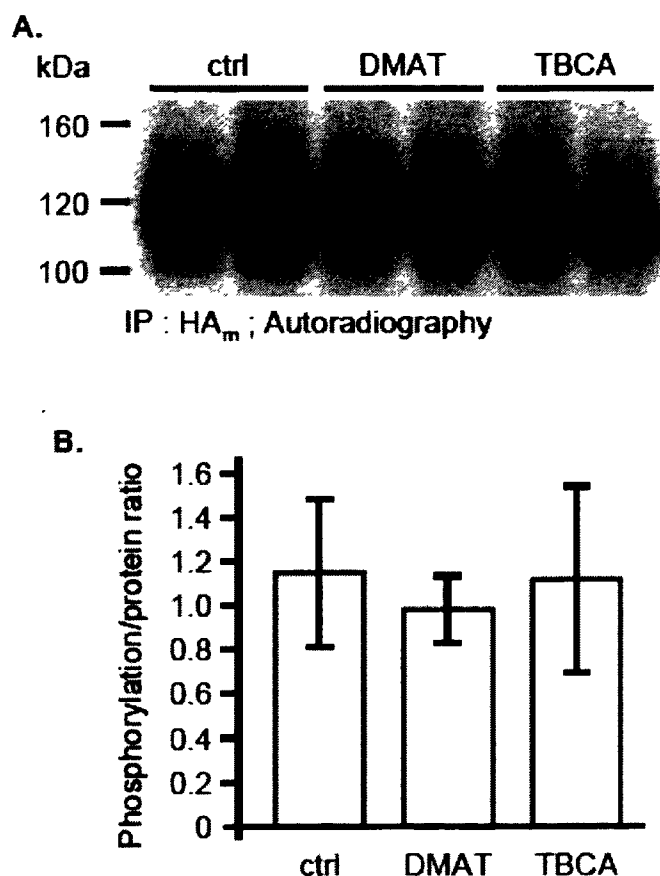 A.
kDa ctrl DMAT TBCA
160
120
100
IP : HAm ; Autoradiography
B.
Phosphorylation/protein ratio
1.6
1.4
1.2
1.0
0.8
0.6
0.4
0.2
0
ctrl DMAT TBCA